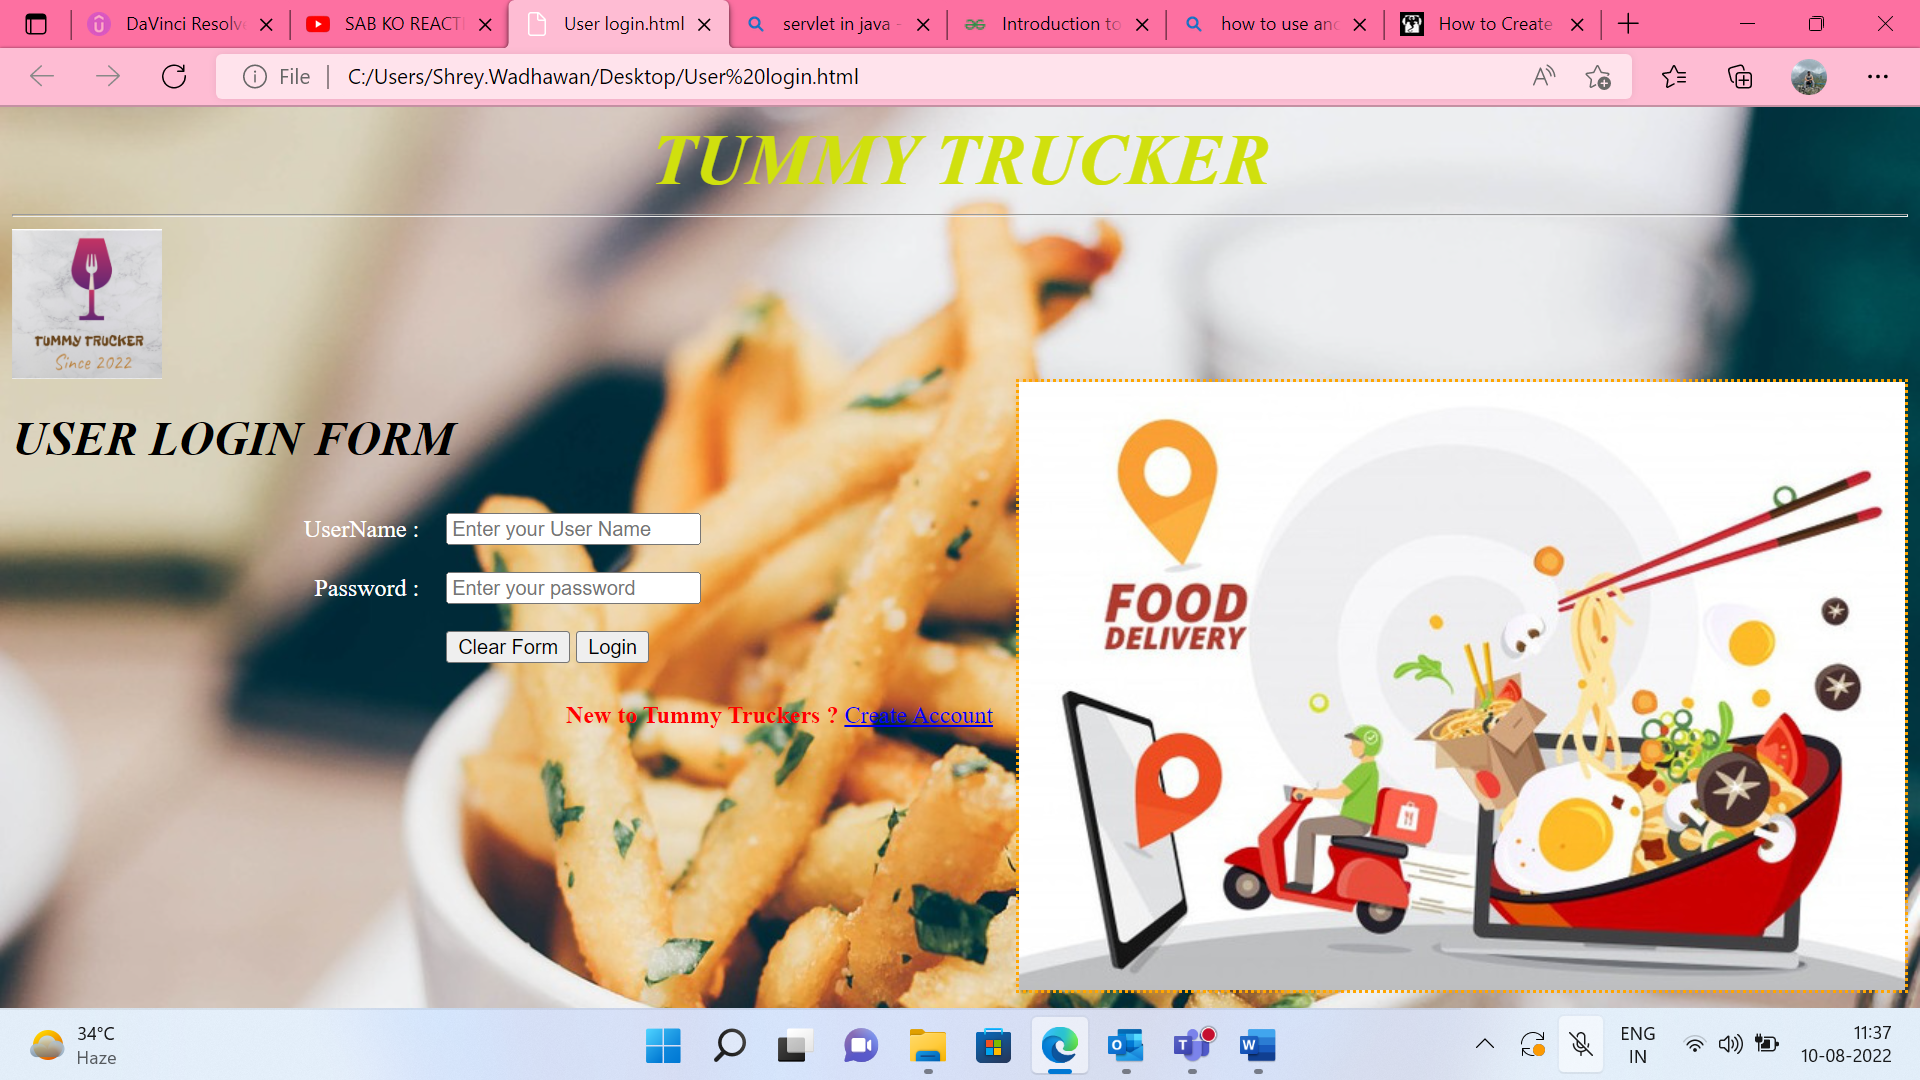 DaVinci Resolv
SAB KO REACTI
User login.html
servlet in java -
Introduction to
how to use and
How to Create
File
C:/Users/Shrey.Wadhawan/Desktop/User%20login.html
TUMMY TRUCKER
TUMMY TRUCKER
Since 2022
USER LOGIN FORM
UserName :
Enter your User Name
Password :
Enter your password
Clear Form
Login
New to Tummy Truckers ? Create Account
FOOD
DELIVERY
34°C
Haze
ENG
IN
11:37
10-08-2022